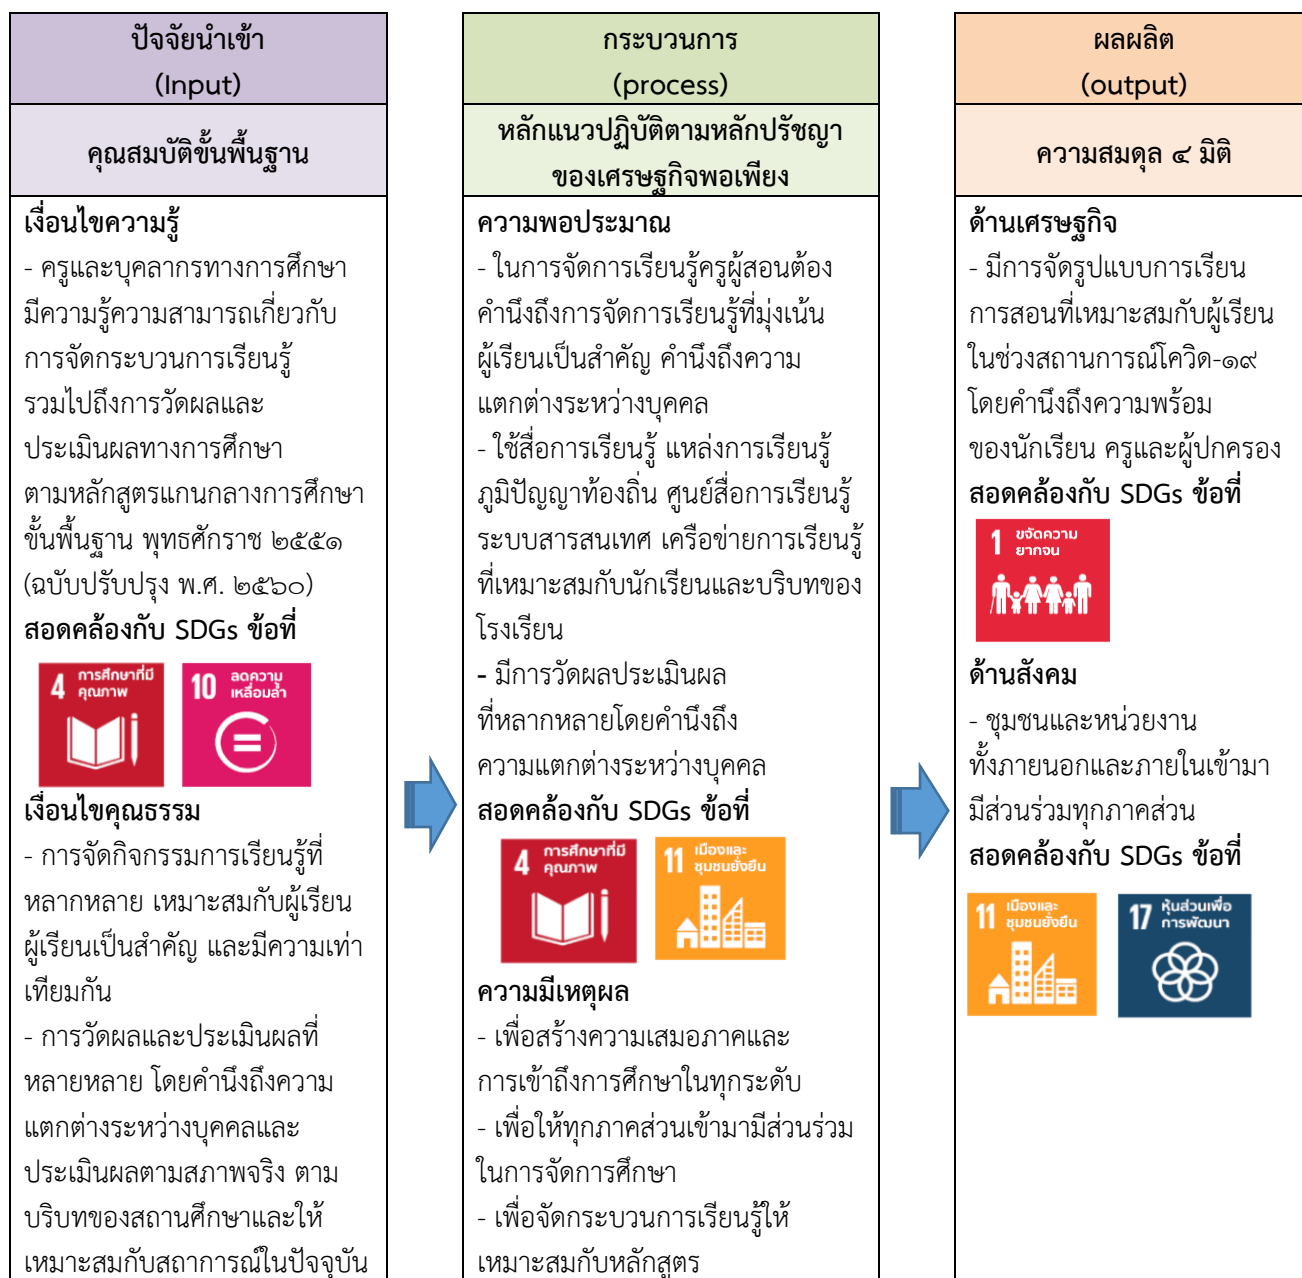 ปัจจัยนำเข้า
(Input)
คุณสมบัติขั้นพื้นฐาน
เงื่อนไขความรู้
- ครูและบุคลากรทางการศึกษา
มีความรู้ความสามารถเกี่ยวกับ
การจัดกระบวนการเรียนรู้
รวมไปถึงการวัดผลและ
ประเมินผลทางการศึกษา
ตามหลักสูตรแกนกลางการศึกษา
ขั้นพื้นฐาน พุทธศักราช ๒๕๕๑
(ฉบับปรับปรุง พ.ศ. ๒๕๖๐)
สอดคล้องกับ SDGs ข้อที่
4 การศึกษาที่มี
คุณภาพ
10 ลดความ
เหลื่อมล้ำ
เงื่อนไขคุณธรรม
- การจัดกิจกรรมการเรียนรู้ที่
หลากหลาย เหมาะสมกับผู้เรียน
ผู้เรียนเป็นสำคัญ และมีความเท่า
เทียมกัน
- การวัดผลและประเมินผลที่
หลายหลาย โดยคำนึงถึงความ
แตกต่างระหว่างบุคคลและ
ประเมินผลตามสภาพจริง ตาม
บริบทของสถานศึกษาและให้
เหมาะสมกับสถาการณ์ในปัจจุบัน
กระบวนการ
(process)
หลักแนวปฏิบัติตามหลักปรัชญา
ของเศรษฐกิจพอเพียง
ความพอประมาณ
- ในการจัดการเรียนรู้ครูผู้สอนต้อง
คำนึงถึงการจัดการเรียนรู้ที่มุ่งเน้น
ผู้เรียนเป็นสำคัญ คำนึงถึงความ
แตกต่างระหว่างบุคคล
- ใช้สื่อการเรียนรู้ แหล่งการเรียนรู้
ภูมิปัญญาท้องถิ่น ศูนย์สื่อการเรียนรู้
ระบบสารสนเทศ เครือข่ายการเรียนรู้
ที่เหมาะสมกับนักเรียนและบริบทของ
โรงเรียน
- มีการวัดผลประเมินผล
ที่หลากหลายโดยคำนึงถึง
ความแตกต่างระหว่างบุคคล
สอดคล้องกับ SDGs ข้อที่
4 การศึกษาที่มี
คุณภาพ
11 เมืองและ
ชุมชนยั่งยืน
ความมีเหตุผล
- เพื่อสร้างความเสมอภาคและ
การเข้าถึงการศึกษาในทุกระดับ
- เพื่อให้ทุกภาคส่วนเข้ามามีส่วนร่วม
ในการจัดการศึกษา
- เพื่อจัดกระบวนการเรียนรู้ให้
เหมาะสมกับหลักสูตร
ผลผลิต
(output)
ความสมดุล ๔ มิติ
ด้านเศรษฐกิจ
- มีการจัดรูปแบบการเรียน
การสอนที่เหมาะสมกับผู้เรียน
ในช่วงสถานการณ์โควิด-๑๙
โดยคำนึงถึงความพร้อม
ของนักเรียน ครูและผู้ปกครอง
สอดคล้องกับ SDGs ข้อที่
1 ขจัดความ
ยากจน
ด้านสังคม
- ชุมชนและหน่วยงาน
ทั้งภายนอกและภายในเข้ามา
มีส่วนร่วมทุกภาคส่วน
สอดคล้องกับ SDGs ข้อที่
11 เมืองและ
ชุมชนยั่งยืน
17 หุ้นส่วนเพื่อ
การพัฒนา